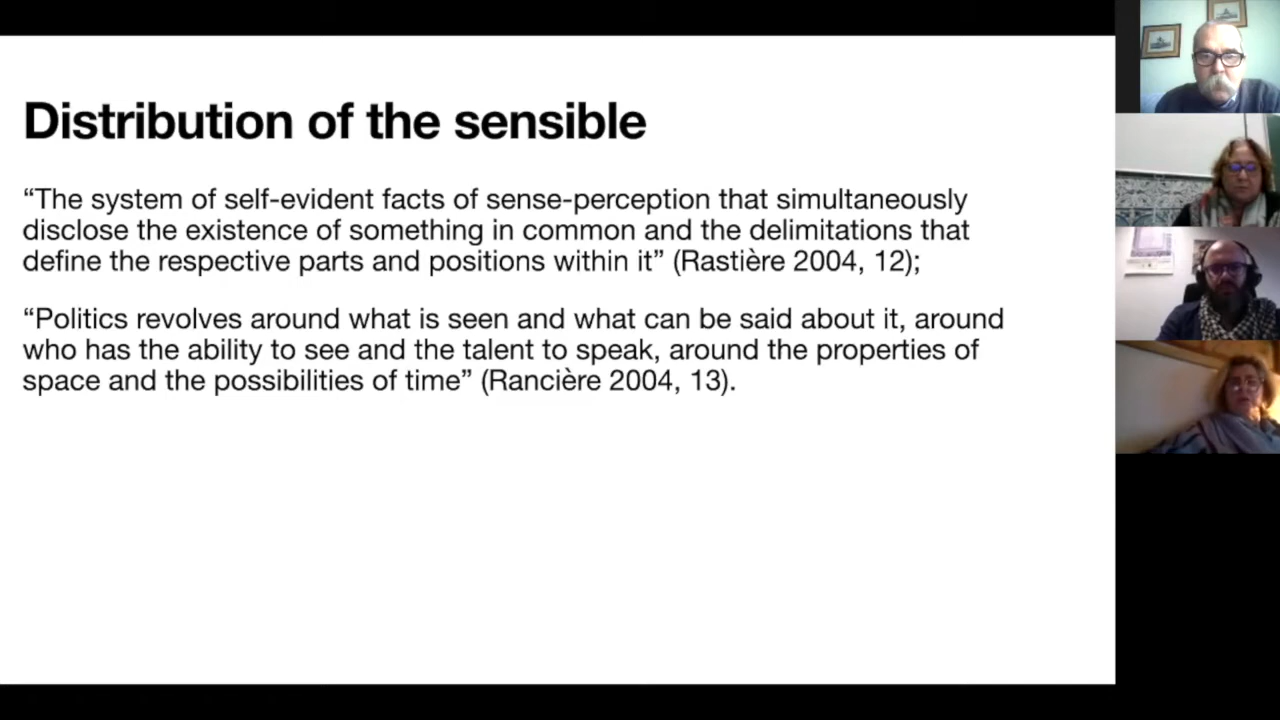 Distribution of the sensible
“The system of self-evident facts of sense-perception that simultaneously
disclose the existence of something in common and the delimitations that
define the respective parts and positions within it” (Rastière 2004, 12);
“Politics revolves around what is seen and what can be said about it, around
who has the ability to see and the talent to speak, around the properties of
space and the possibilities of time” (Rancière 2004, 13).